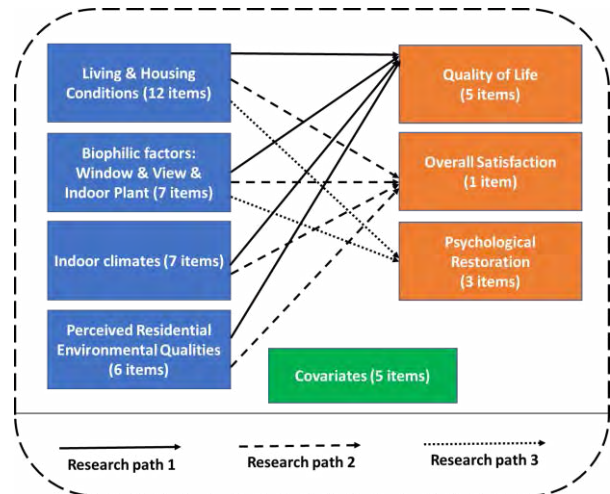 Living & Housing
Conditions (12 items)
Biophilic factors:
Window & View &
Indoor Plant (7 items)
Indoor climates (7 items)
Perceived Residential
Environmental Qualities
(6 items)
Quality of Life
(5 items)
Overall Satisfaction
(1 item)
Psychological
Restoration
(3 items)
Covariates (5 items)
Research path 1
Research path 2
Research path 3